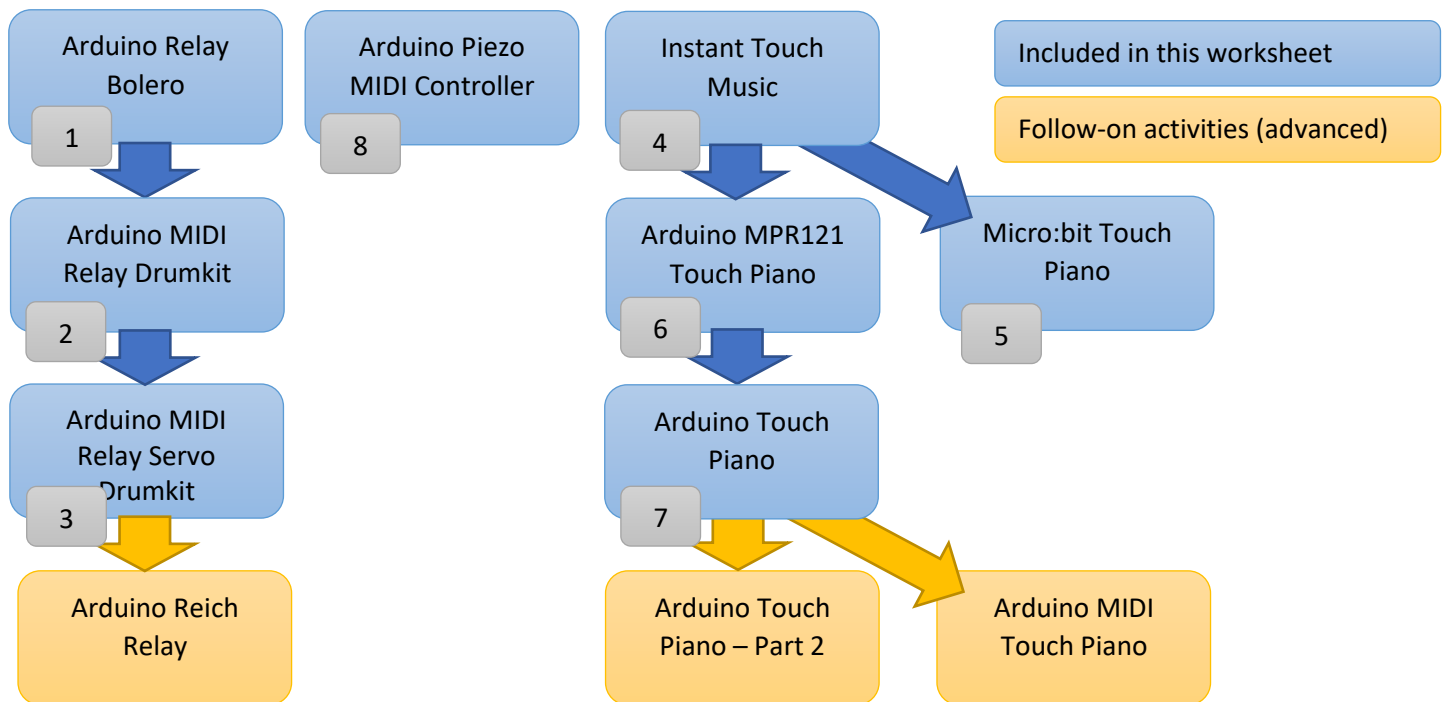 Arduino Relay
Bolero
1
Arduino Piezo
MIDI Controller
8
Instant Touch
Music
4
Included in this worksheet
Follow-on activities (advanced)
Arduino MIDI
Relay Drumkit
2
Arduino MPR121
Touch Piano
6
Micro:bit Touch
Piano
5
Arduino MIDI
Relay Servo
Drumkit
3
Arduino Touch
Piano
7
Arduino Reich
Relay
Arduino Touch
Piano – Part 2
Arduino MIDI
Touch Piano